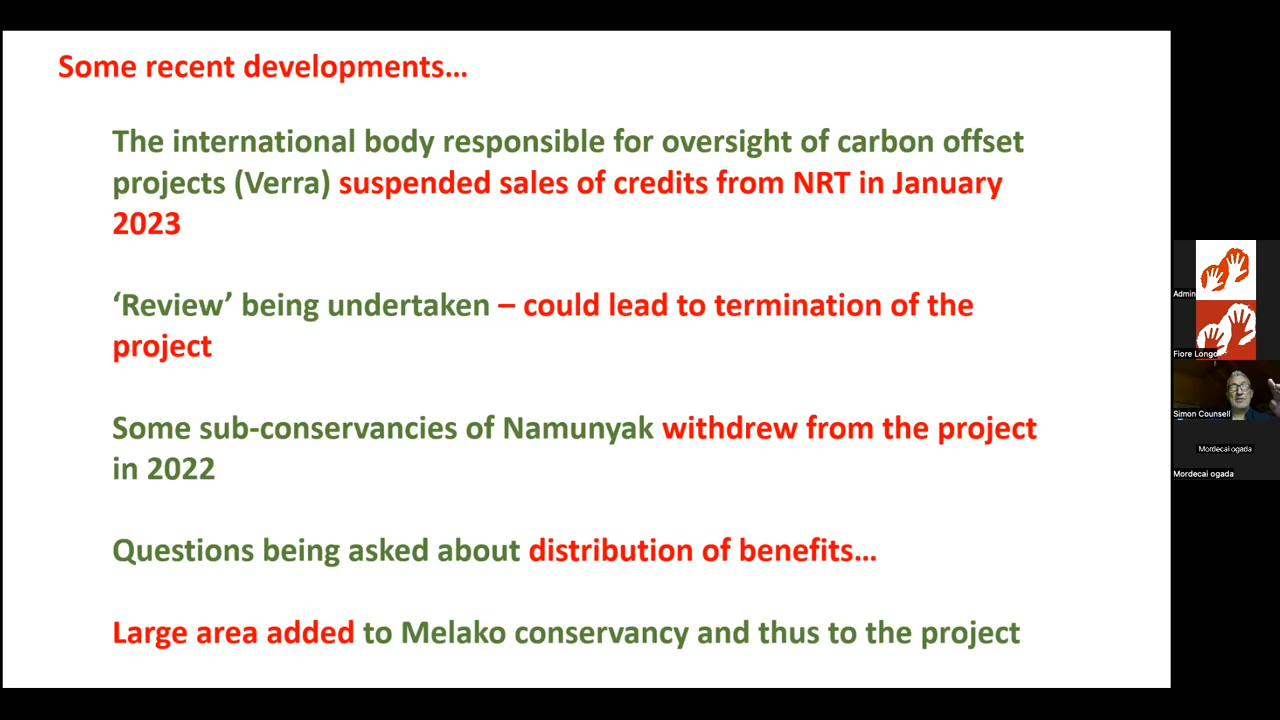 Some recent developments…
The international body responsible for oversight of carbon offset
projects (Verra) suspended sales of credits from NRT in January
2023
‘Review’ being undertaken – could lead to termination of the
project
Some sub-conservancies of Namunyak withdrew from the project
in 2022
Questions being asked about distribution of benefits…
Large area added to Melako conservancy and thus to the project
Admin
Fiore Longo
Simon Counsell
Mordecai ogada
Mordecai ogada